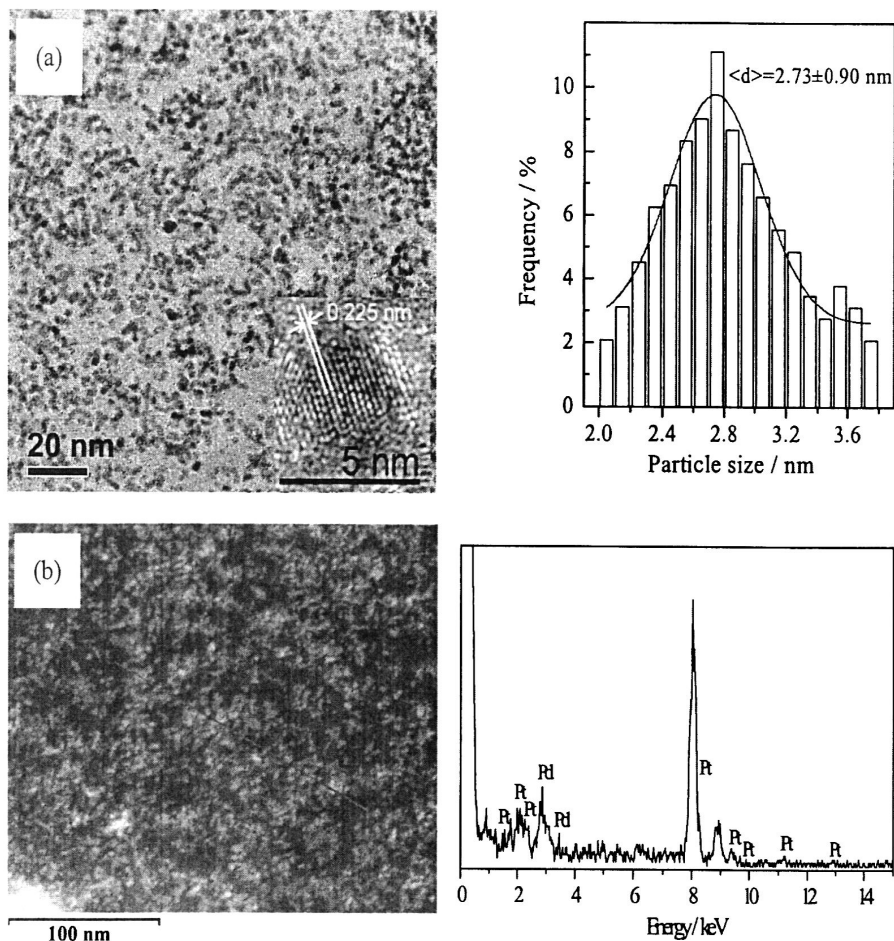 (a)
0.225 nm
20 nm
5 nm
<d>=2.73±0.90 nm
Frequency / %
10
8
6
4
2
0
2.0 2.4 2.8 3.2 3.6
Particle size / nm
(b)
100 nm
Pt
Pt
Pt
Pd
Pd
Pt
Pt
Pt
Pt
Pt
0 2 4 6 8 10 12 14
Energy/keV